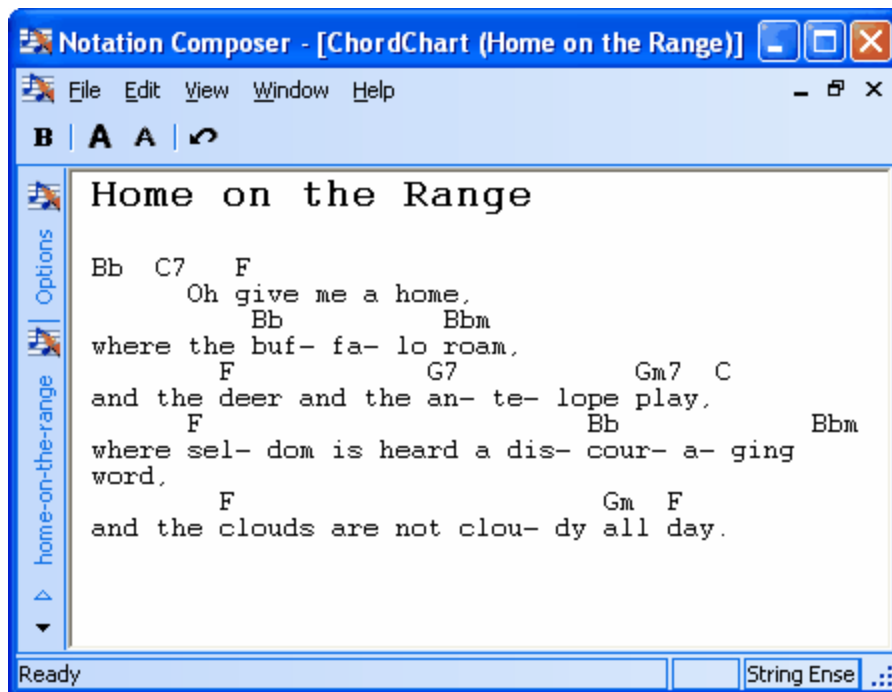 Notation Composer - [ChordChart (Home on the Range)]
File Edit View Window Help
B A A
Options
home-on-the-range
Home on the Range
Bb  C7   F
      Oh give me a home,
          Bb          Bbm
where the buf- fa- lo roam,
        F            G7           Gm7  C
and the deer and the an- te- lope play,
      F                        Bb            Bbm
where sel- dom is heard a dis- cour- a- ging
word,
        F                       Gm  F
and the clouds are not clou- dy all day.
Ready
String Ense